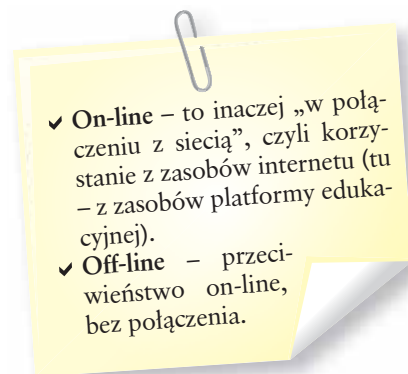 ✓ On-line – to inaczej „w połą-
czeniu z siecią”, czyli korzy-
stanie z zasobów internetu (tu
– z zasobów platformy eduka-
cyjnej).
✓ Off-line – przeci-
wieństwo on-line,
bez połączenia.